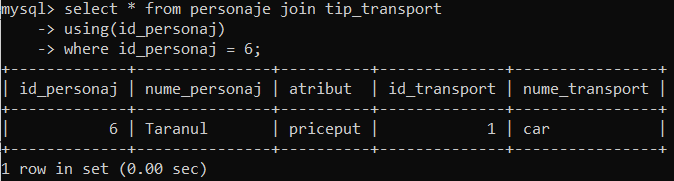 mysql> select * from personaje join tip_transport
    -> using(id_personaj)
    -> where id_personaj = 6;
+-------------+---------------+----------+--------------+----------------+
| id_personaj | nume_personaj | atribut  | id_transport | nume_transport |
+-------------+---------------+----------+--------------+----------------+
|           6 | Taranul       | priceput |            1 | car            |
+-------------+---------------+----------+--------------+----------------+
1 row in set (0.00 sec)